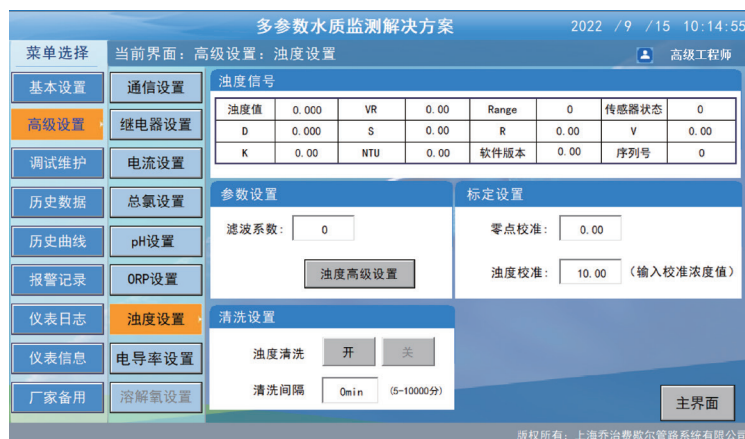 多参数水质监测解决方案
2022 /9 /15 10:14:55
菜单选择
当前界面：高级设置：浊度设置
高级工程师
基本设置
高级设置
调试维护
历史数据
历史曲线
报警记录
仪表日志
仪表信息
厂家备用
通信设置
继电器设置
电流设置
总氯设置
pH设置
ORP设置
浊度设置
电导率设置
溶解氧设置
浊度信号
浊度值 0.000 VR 0.00 Range 0 传感器状态 0
D 0.000 S 0.00 R 0.00 V 0.00
K 0.00 NTU 0.00 软件版本 0.00 序列号 0
参数设置
滤波系数: 0
浊度高级设置
标定设置
零点校准: 0.00
浊度校准: 10.00 (输入校准浓度值)
清洗设置
浊度清洗 开 关
清洗间隔 0min (5-10000分)
主界面
版权所有：上海乔治费歇尔管路系统有限公司